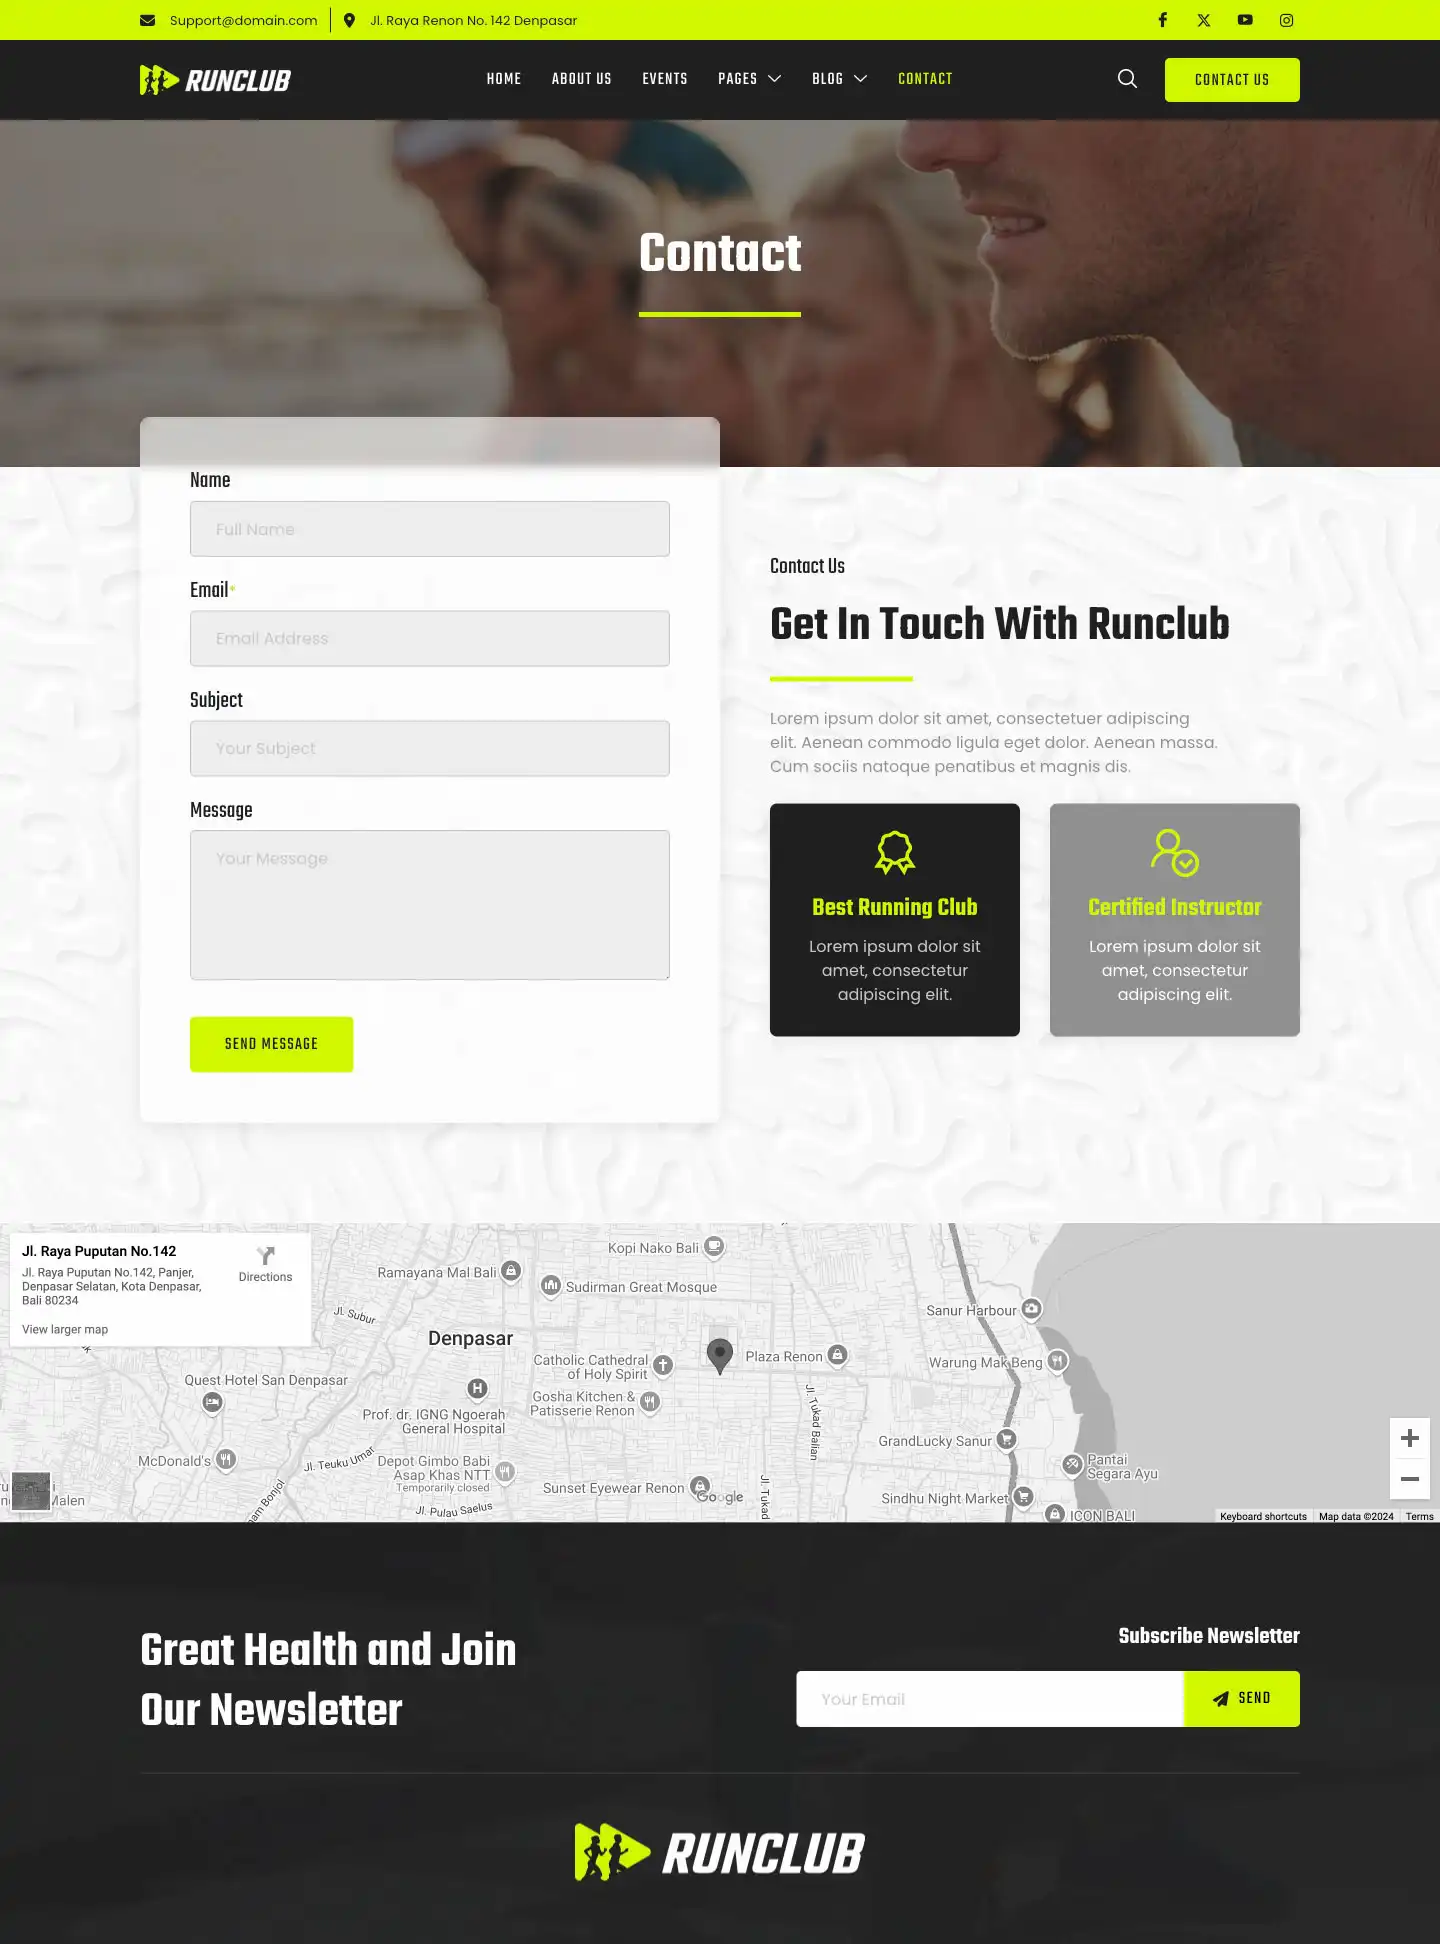 Support@domain.com
Jl. Raya Renon No. 142 Denpasar
RUNCLUB
HOME
ABOUT US
EVENTS
PAGES
BLOG
CONTACT
CONTACT US
Contact
Name
Full Name
Email*
Email Address
Subject
Your Subject
Message
Your Message
SEND MESSAGE
Contact Us
Get In Touch With Runclub
Lorem ipsum dolor sit amet, consectetuer adipiscing
elit. Aenean commodo ligula eget dolor. Aenean massa.
Cum sociis natoque penatibus et magnis dis.
Best Running Club
Lorem ipsum dolor sit
amet, consectetur
adipiscing elit.
Certified Instructor
Lorem ipsum dolor sit
amet, consectetur
adipiscing elit.
Jl. Raya Puputan No.142
Jl. Raya Puputan No.142, Panjer,
Denpasar Selatan, Kota Denpasar,
Bali 80234
Directions
View larger map
Kopi Nako Bali
Ramayana Mal Bali
Sudirman Great Mosque
Jl. Subur
Denpasar
Sanur Harbour
Catholic Cathedral
of Holy Spirit
Plaza Renon
Warung Mak Beng
Quest Hotel San Denpasar
Gosha Kitchen &
Patisserie Renon
Prof. dr. IGNG Ngoerah
General Hospital
Jl. Tukad Balian
GrandLucky Sanur
McDonald's
Jl. Teuku Umar
Depot Gimbo Babi
Asap Khas NTT
Temporarily closed
Pantai
Segara Ayu
Sunset Eyewear Renon
Google
Jl. Tukad
Sindhu Night Market
Malen
Bonjol
Jl. Pulau Saelus
ICON BALI
Keyboard shortcuts
Map data ©2024
Terms
Great Health and Join
Our Newsletter
Subscribe Newsletter
Your Email
SEND
RUNCLUB